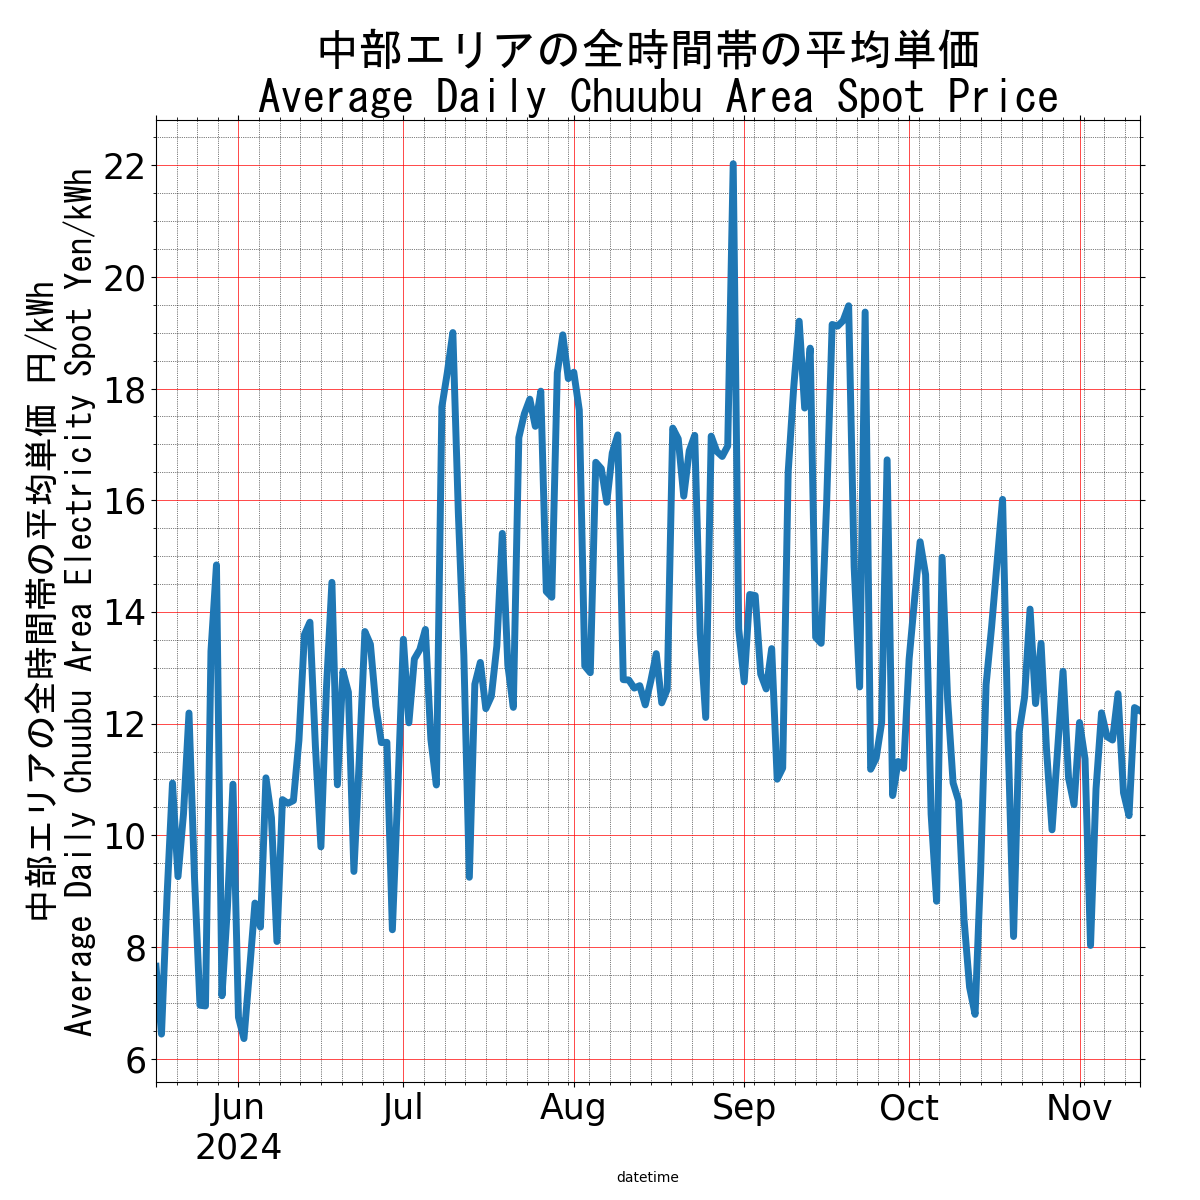 中部エリアの全時間帯の平均単価
Average Daily Chuubu Area Spot Price
中部エリアの全時間帯の平均単価 円/kWh
Average Daily Chuubu Area Electricity Spot Yen/kWh
22
20
18
16
14
12
10
8
6
Jun
2024
Jul
Aug
Sep
Oct
Nov
datetime